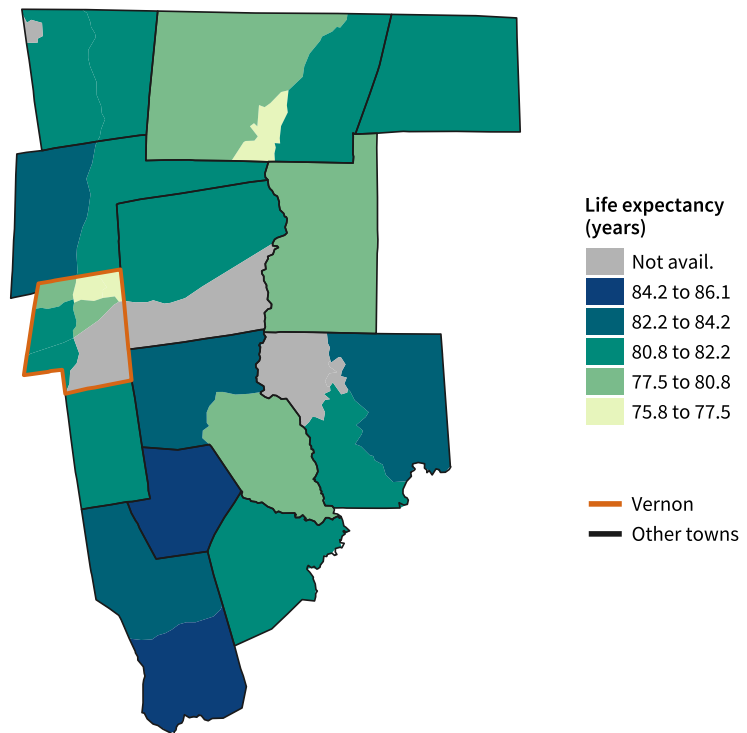 Life expectancy
(years)
Not avail.
84.2 to 86.1
82.2 to 84.2
80.8 to 82.2
77.5 to 80.8
75.8 to 77.5
Vernon
Other towns